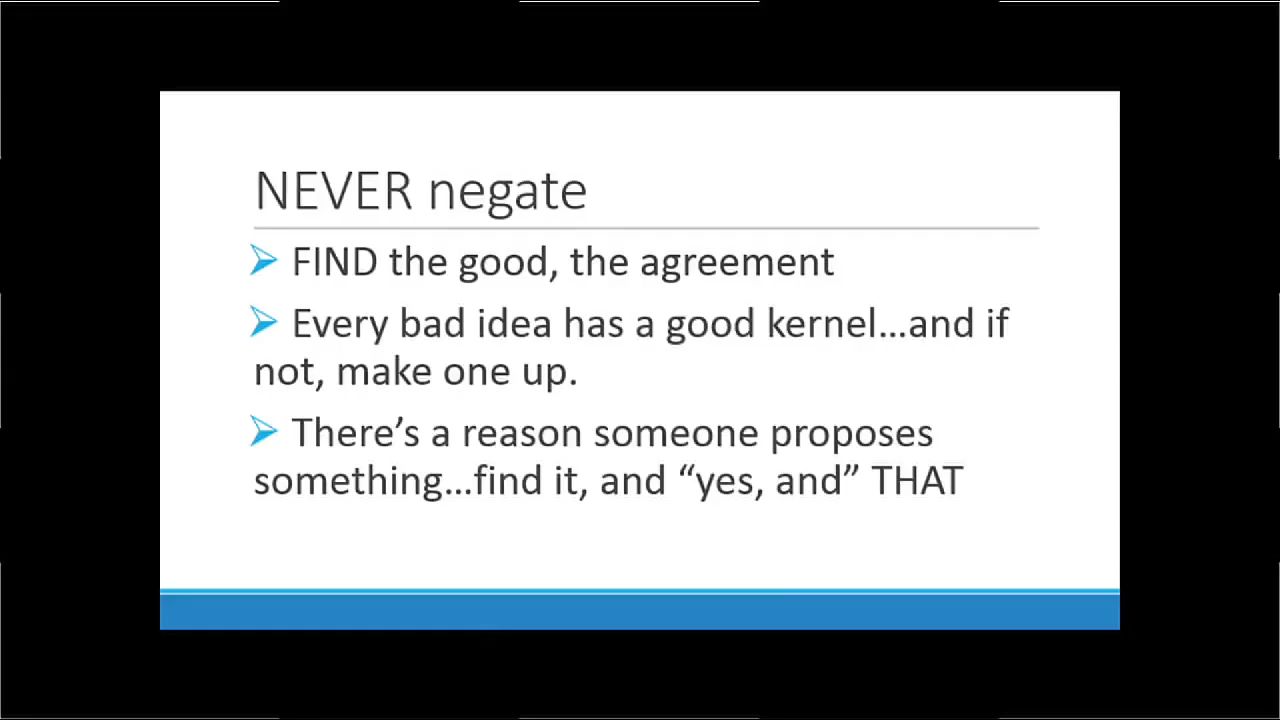 NEVER negate
FIND the good, the agreement
Every bad idea has a good kernel…and if
not, make one up.
There’s a reason someone proposes
something…find it, and “yes, and” THAT